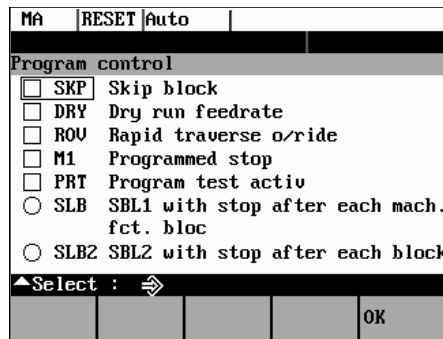 MA RESET Auto
Program control
SKP Skip block
DRY Dry run feedrate
ROV Rapid traverse o/ride
M1 Programmed stop
PRT Program test activ
SLB SBL1 with stop after each mach.
fct. bloc
SLB2 SBL2 with stop after each block
Select :
OK